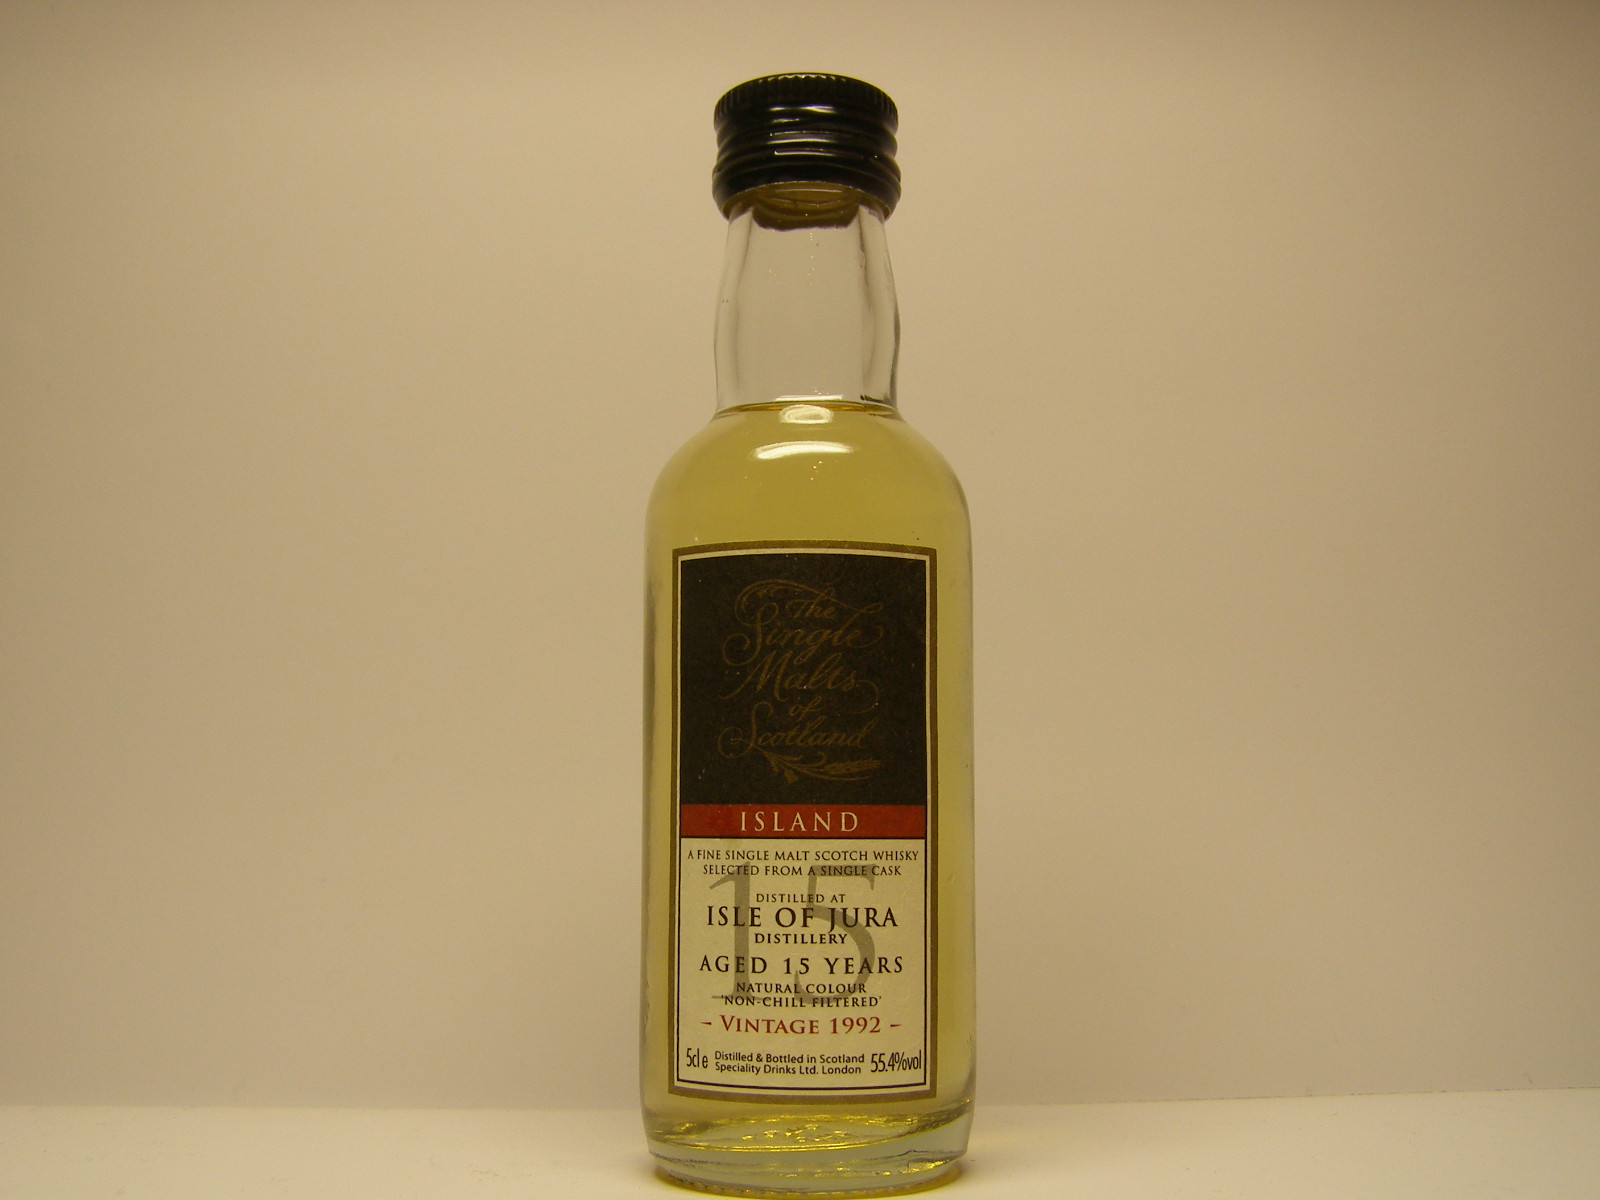 The
Single
Malts
of
Scotland
ISLAND
A FINE SINGLE MALT SCOTCH WHISKY
SELECTED FROM A SINGLE CASK
15
DISTILLED AT
ISLE OF JURA
DISTILLERY
AGED 15 YEARS
NATURAL COLOUR
'NON-CHILL FILTERED'
- VINTAGE 1992 -
5cl e Distilled & Bottled in Scotland 55.4%vol
Speciality Drinks Ltd. London